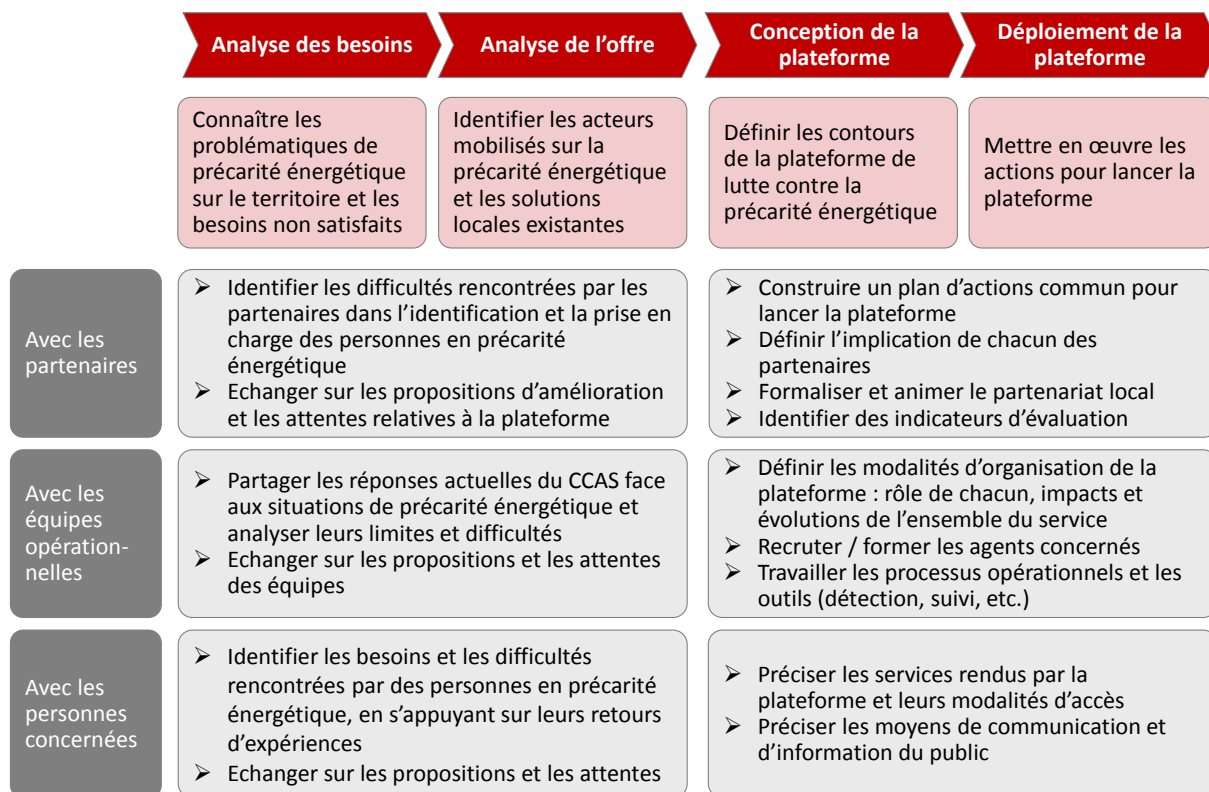 Analyse des besoins
Analyse de l’offre
Conception de la
plateforme
Déploiement de la
plateforme
Connaître les
problématiques de
précarité énergétique
sur le territoire et les
besoins non satisfaits
Identifier les acteurs
mobilisés sur la
précarité énergétique
et les solutions
locales existantes
Définir les contours
de la plateforme de
lutte contre la
précarité énergétique
Mettre en œuvre les
actions pour lancer la
plateforme
Avec les
partenaires
➢ Identifier les difficultés rencontrées par les
partenaires dans l’identification et la prise en
charge des personnes en précarité
énergétique
➢ Echanger sur les propositions d’amélioration
et les attentes relatives à la plateforme
➢ Construire un plan d’actions commun pour
lancer la plateforme
➢ Définir l’implication de chacun des
partenaires
➢ Formaliser et animer le partenariat local
➢ Identifier des indicateurs d’évaluation
Avec les
équipes
opération-
nelles
➢ Partager les réponses actuelles du CCAS face
aux situations de précarité énergétique et
analyser leurs limites et difficultés
➢ Echanger sur les propositions et les attentes
des équipes
➢ Définir les modalités d’organisation de la
plateforme : rôle de chacun, impacts et
évolutions de l’ensemble du service
➢ Recruter / former les agents concernés
➢ Travailler les processus opérationnels et les
outils (détection, suivi, etc.)
Avec les
personnes
concernées
➢ Identifier les besoins et les difficultés
rencontrées par des personnes en précarité
énergétique, en s’appuyant sur leurs retours
d’expériences
➢ Echanger sur les propositions et les attentes
➢ Préciser les services rendus par la
plateforme et leurs modalités d’accès
➢ Préciser les moyens de communication et
d’information du public